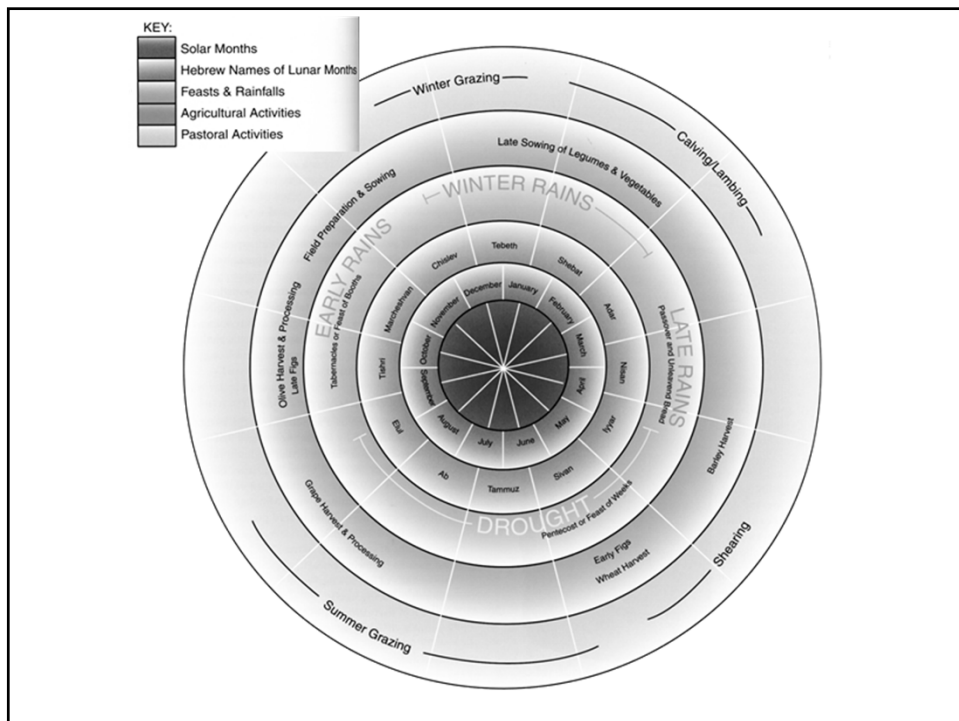 KEY:
Solar Months
Hebrew Names of Lunar Months
Feasts & Rainfalls
Agricultural Activities
Pastoral Activities
Winter Grazing
Calving/Lambing
Shearing
Summer Grazing
Late Sowing of Legumes & Vegetables
Barley Harvest
Early Figs
Wheat Harvest
Grape Harvest & Processing
Olive Harvest & Processing
Late Figs
Field Preparation & Sowing
WINTER RAINS
LATE RAINS
Passover and Unleavend Bread
Pentecost or Feast of Weeks
DROUGHT
Tabernacles or Feast of Booths
EARLY RAINS
Tebeth
Shebat
Adar
Nisan
Iyyar
Sivan
Tammuz
Ab
Elul
Tishri
Marcheshvan
Chislev
January
February
March
April
May
June
July
August
September
October
November
December